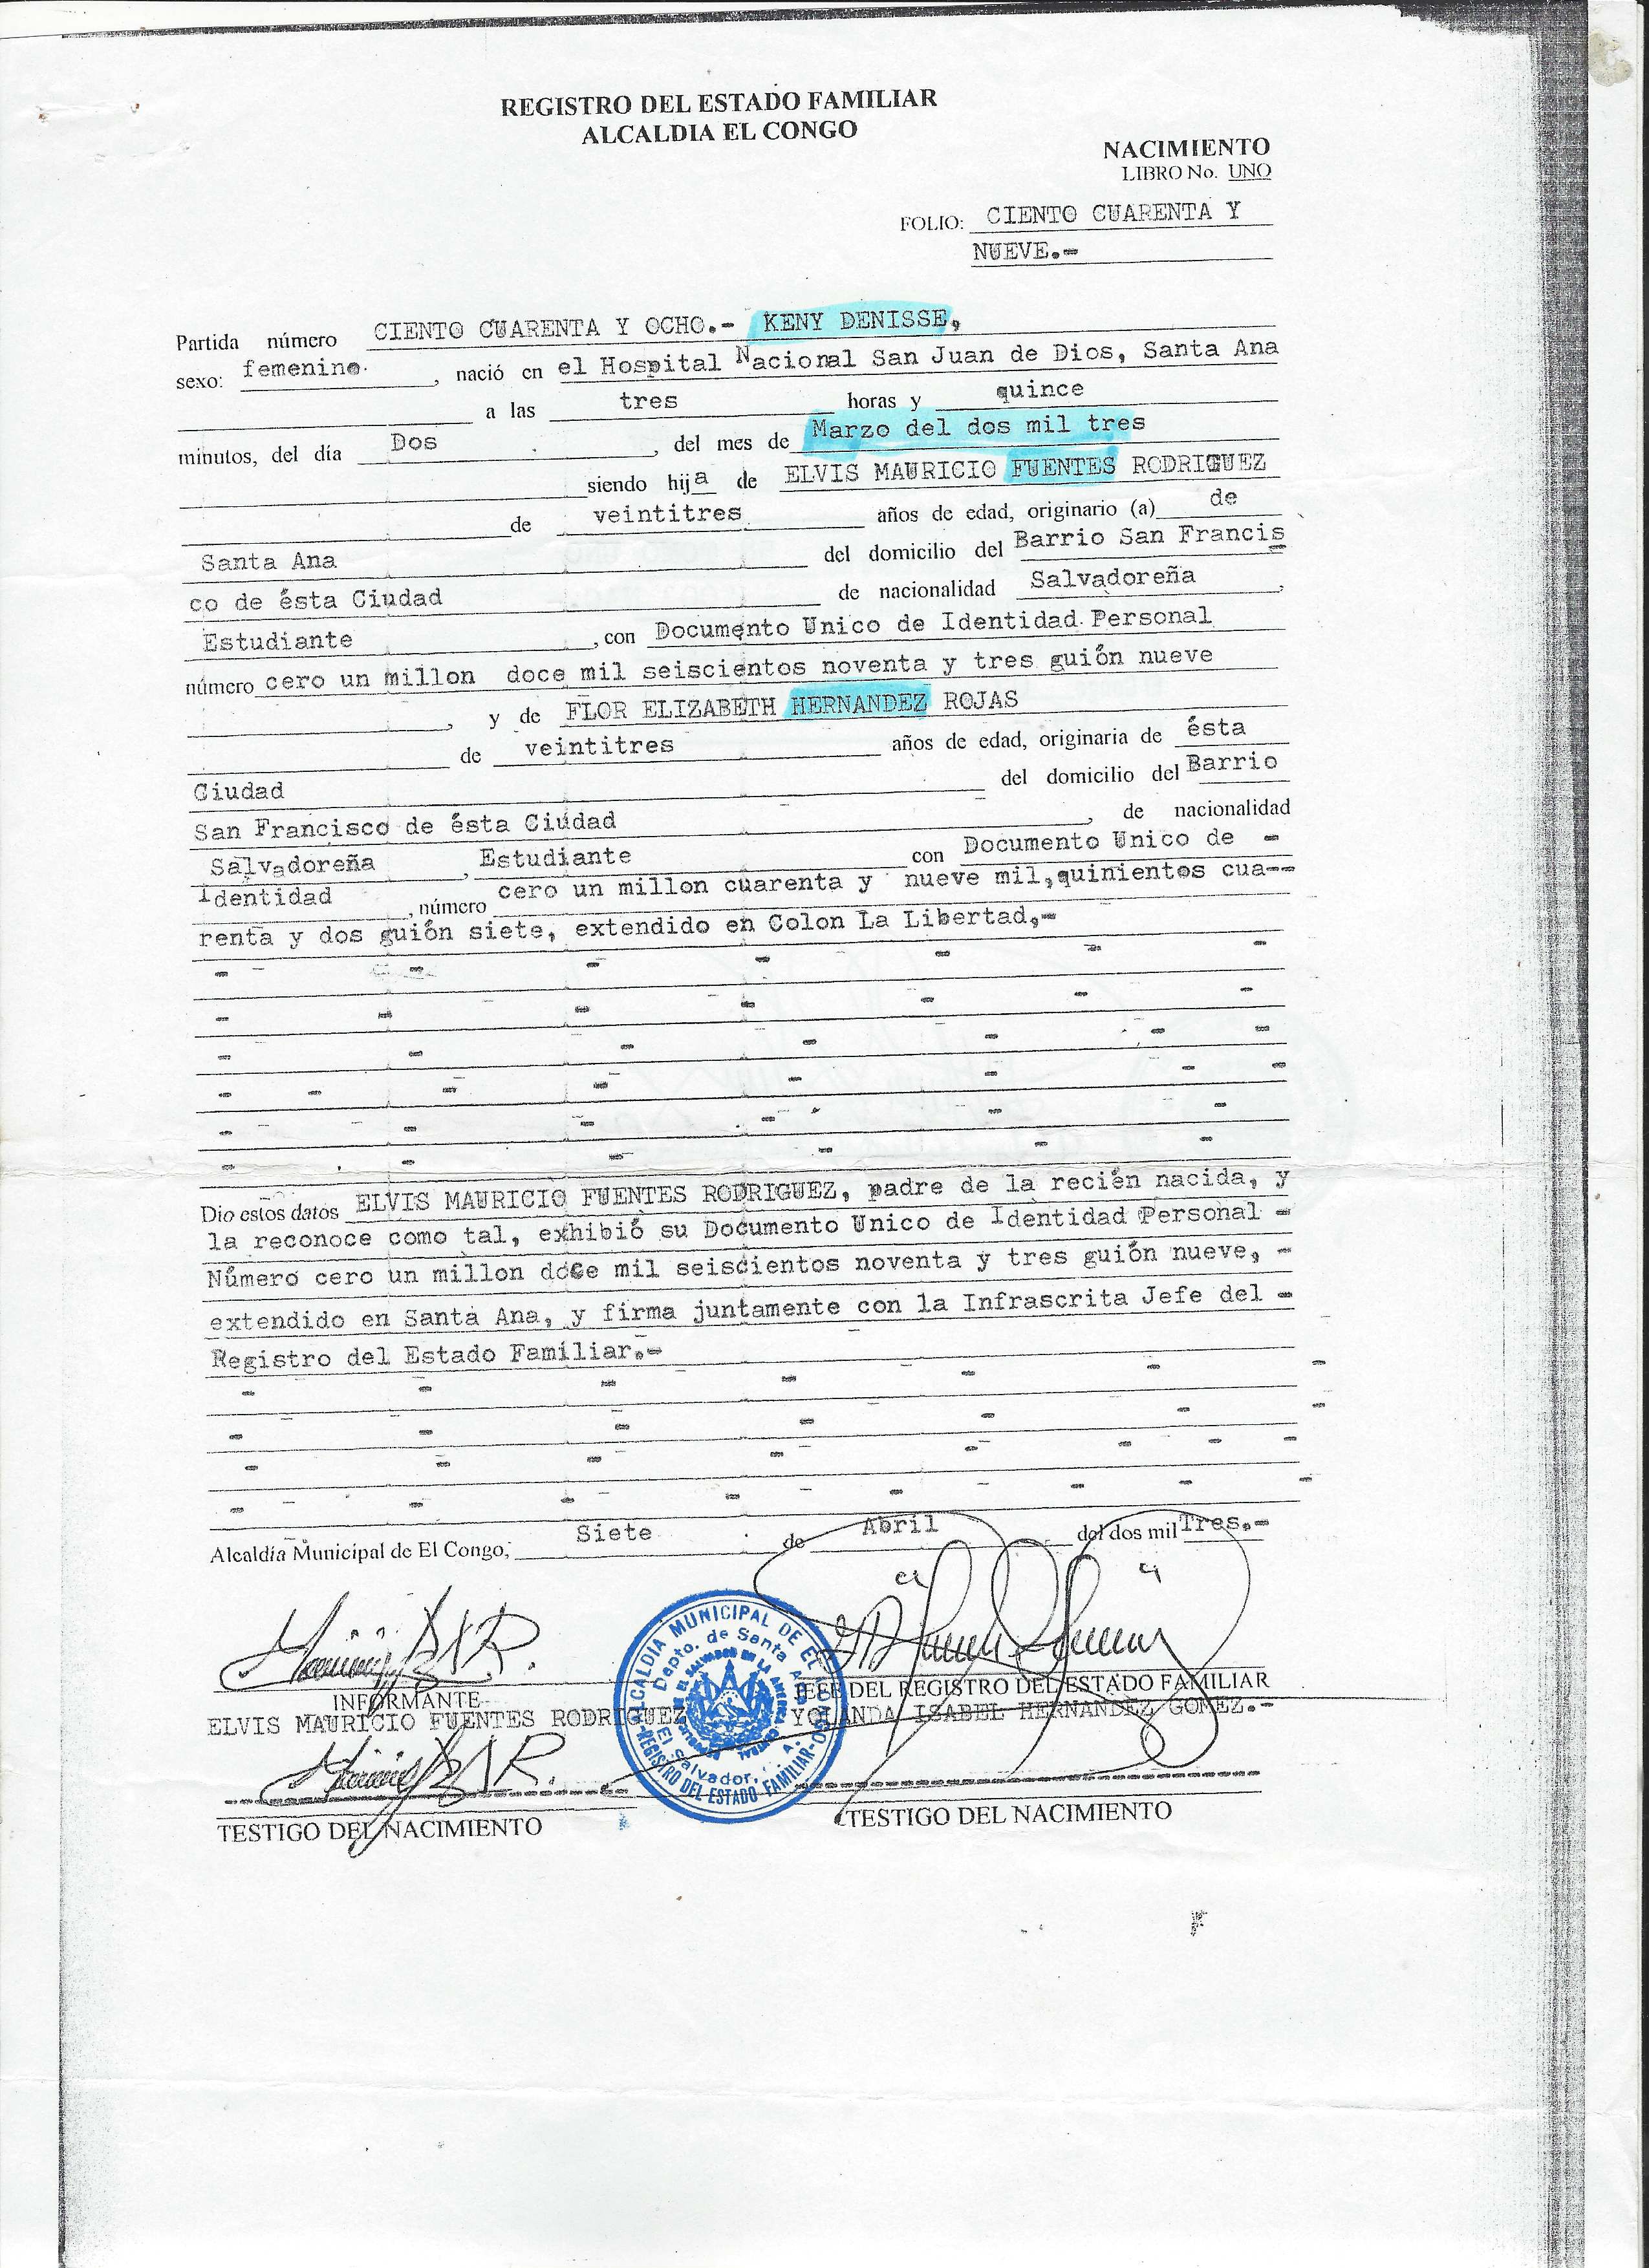 REGISTRO DEL ESTADO FAMILIAR
ALCALDIA EL CONGO
NACIMIENTO
LIBRO No. UNO
FOLIO: CIENTO CUARENTA Y
NUEVE.-
Partida número CIENTO CUARENTA Y OCHO.- KENY DENISSE,
sexo: femenino. , nació en el Hospital Nacional San Juan de Dios, Santa Ana
a las tres horas y quince
minutos, del día Dos , del mes de Marzo del dos mil tres
siendo hija de ELVIS MAURICIO FUENTES RODRIGUEZ
de veintitres años de edad, originario (a) de
Santa Ana del domicilio del Barrio San Francis
co de ésta Ciudad de nacionalidad Salvadoreña ,
Estudiante , con Documento Unico de Identidad Personal
número cero un millon doce mil seiscientos noventa y tres guión nueve
, y de FLOR ELIZABETH HERNANDEZ ROJAS
de veintitres años de edad, originaria de ésta
Ciudad del domicilio del Barrio
San Francisco de ésta Ciudad , de nacionalidad
Salvadoreña , Estudiante con Documento Unico de -
Identidad , número cero un millon cuarenta y nueve mil,quinientos cua--
renta y dos guión siete, extendido en Colon La Libertad,-
Dio estos datos ELVIS MAURICIO FUENTES RODRIGUEZ, padre de la recién nacida, y
la reconoce como tal, exhibió su Documento Unico de Identidad Personal -
Número cero un millon doce mil seiscientos noventa y tres guión nueve, -
extendido en Santa Ana, y firma juntamente con la Infrascrita Jefe del -
Registro del Estado Familiar.-
Alcaldía Municipal de El Congo, Siete de Abril del dos mil Tres.-
ALCALDIA MUNICIPAL DE EL CONGO
Depto. de Santa Ana
El Salvador, C. A.
REGISTRO DEL ESTADO FAMILIAR
INFORMANTE
JEFE DEL REGISTRO DEL ESTADO FAMILIAR
ELVIS MAURICIO FUENTES RODRIGUEZ
YOLANDA ISABEL HERNANDEZ GOMEZ.-
TESTIGO DEL NACIMIENTO
TESTIGO DEL NACIMIENTO